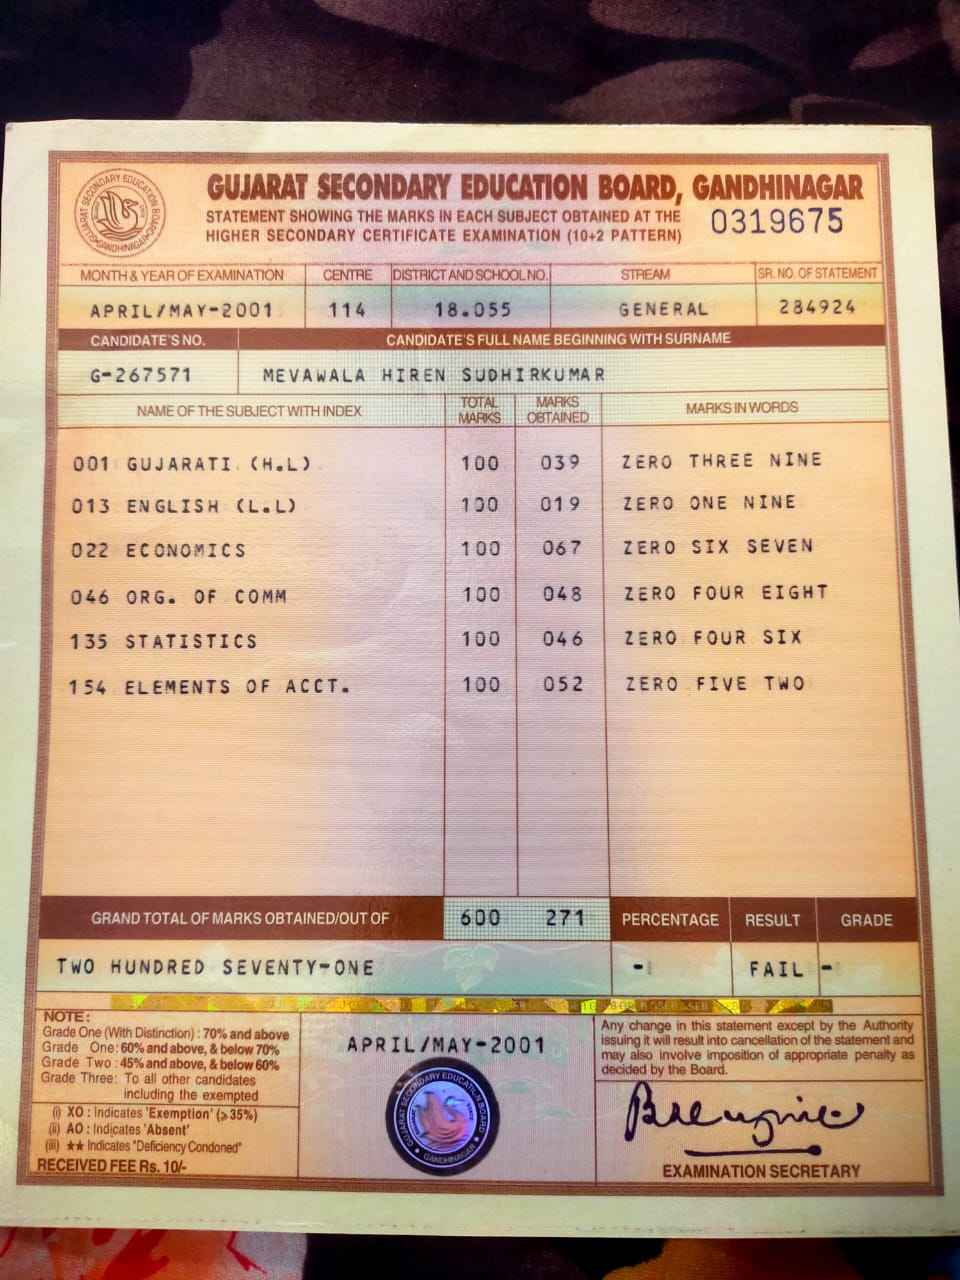 GUJARAT SECONDARY EDUCATION BOARD, GANDHINAGAR
STATEMENT SHOWING THE MARKS IN EACH SUBJECT OBTAINED AT THE
HIGHER SECONDARY CERTIFICATE EXAMINATION (10+2 PATTERN)
0319675
GUJARAT SECONDARY EDUCATION BOARD
GANDHINAGAR
MONTH & YEAR OF EXAMINATION CENTRE DISTRICT AND SCHOOL NO. STREAM SR. NO. OF STATEMENT
APRIL/MAY-2001 114 18.055 GENERAL 284924
CANDIDATE'S NO. CANDIDATE'S FULL NAME BEGINNING WITH SURNAME
G-267571 MEVAWALA HIREN SUDHIRKUMAR
NAME OF THE SUBJECT WITH INDEX TOTAL MARKS MARKS OBTAINED MARKS IN WORDS
001 GUJARATI (H.L) 100 039 ZERO THREE NINE
013 ENGLISH (L.L) 100 019 ZERO ONE NINE
022 ECONOMICS 100 067 ZERO SIX SEVEN
046 ORG. OF COMM 100 048 ZERO FOUR EIGHT
135 STATISTICS 100 046 ZERO FOUR SIX
154 ELEMENTS OF ACCT. 100 052 ZERO FIVE TWO
GRAND TOTAL OF MARKS OBTAINED/OUT OF 600 271 PERCENTAGE RESULT GRADE
TWO HUNDRED SEVENTY-ONE - FAIL -
NOTE:
Grade One (With Distinction) : 70% and above
Grade One: 60% and above, & below 70%
Grade Two : 45% and above, & below 60%
Grade Three: To all other candidates
including the exempted
(i) XO : Indicates 'Exemption' (≥35%)
(ii) AO : Indicates 'Absent'
(iii) ★★ Indicates "Deficiency Condoned"
RECEIVED FEE Rs. 10/-
APRIL/MAY-2001
GUJARAT SECONDARY EDUCATION BOARD
STATE
GANDHINAGAR
Any change in this statement except by the Authority
issuing it will result into cancellation of the statement and
may also involve imposition of appropriate penalty as
decided by the Board.
EXAMINATION SECRETARY